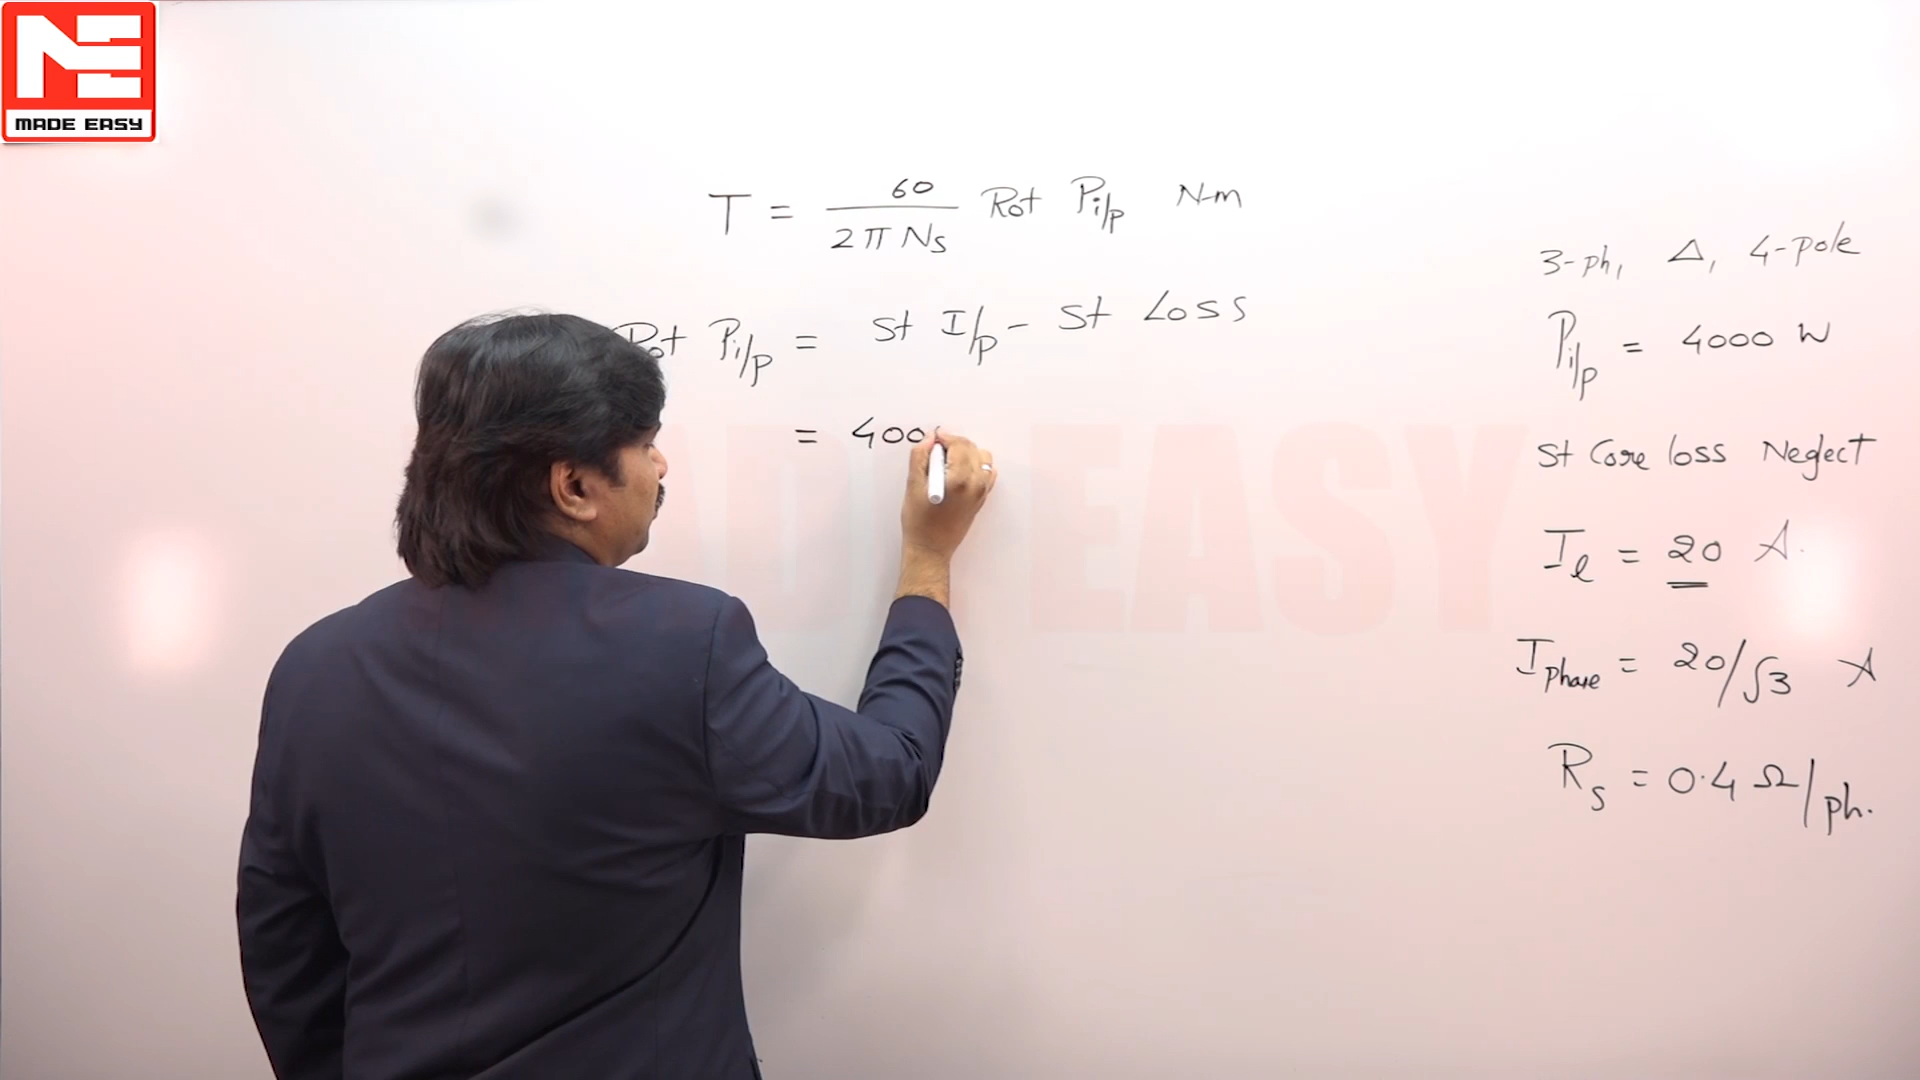 MADE EASY
T = 60 / 2π Ns Rot Pi/p N-m
Rot Pi/p = St I/p - St Loss
= 400
3-ph, Δ, 4-pole
Pi/p = 4000 W
St Core loss Neglect
Iℓ = 20 A.
Iphase = 20/√3 A
Rs = 0.4 Ω/ph.